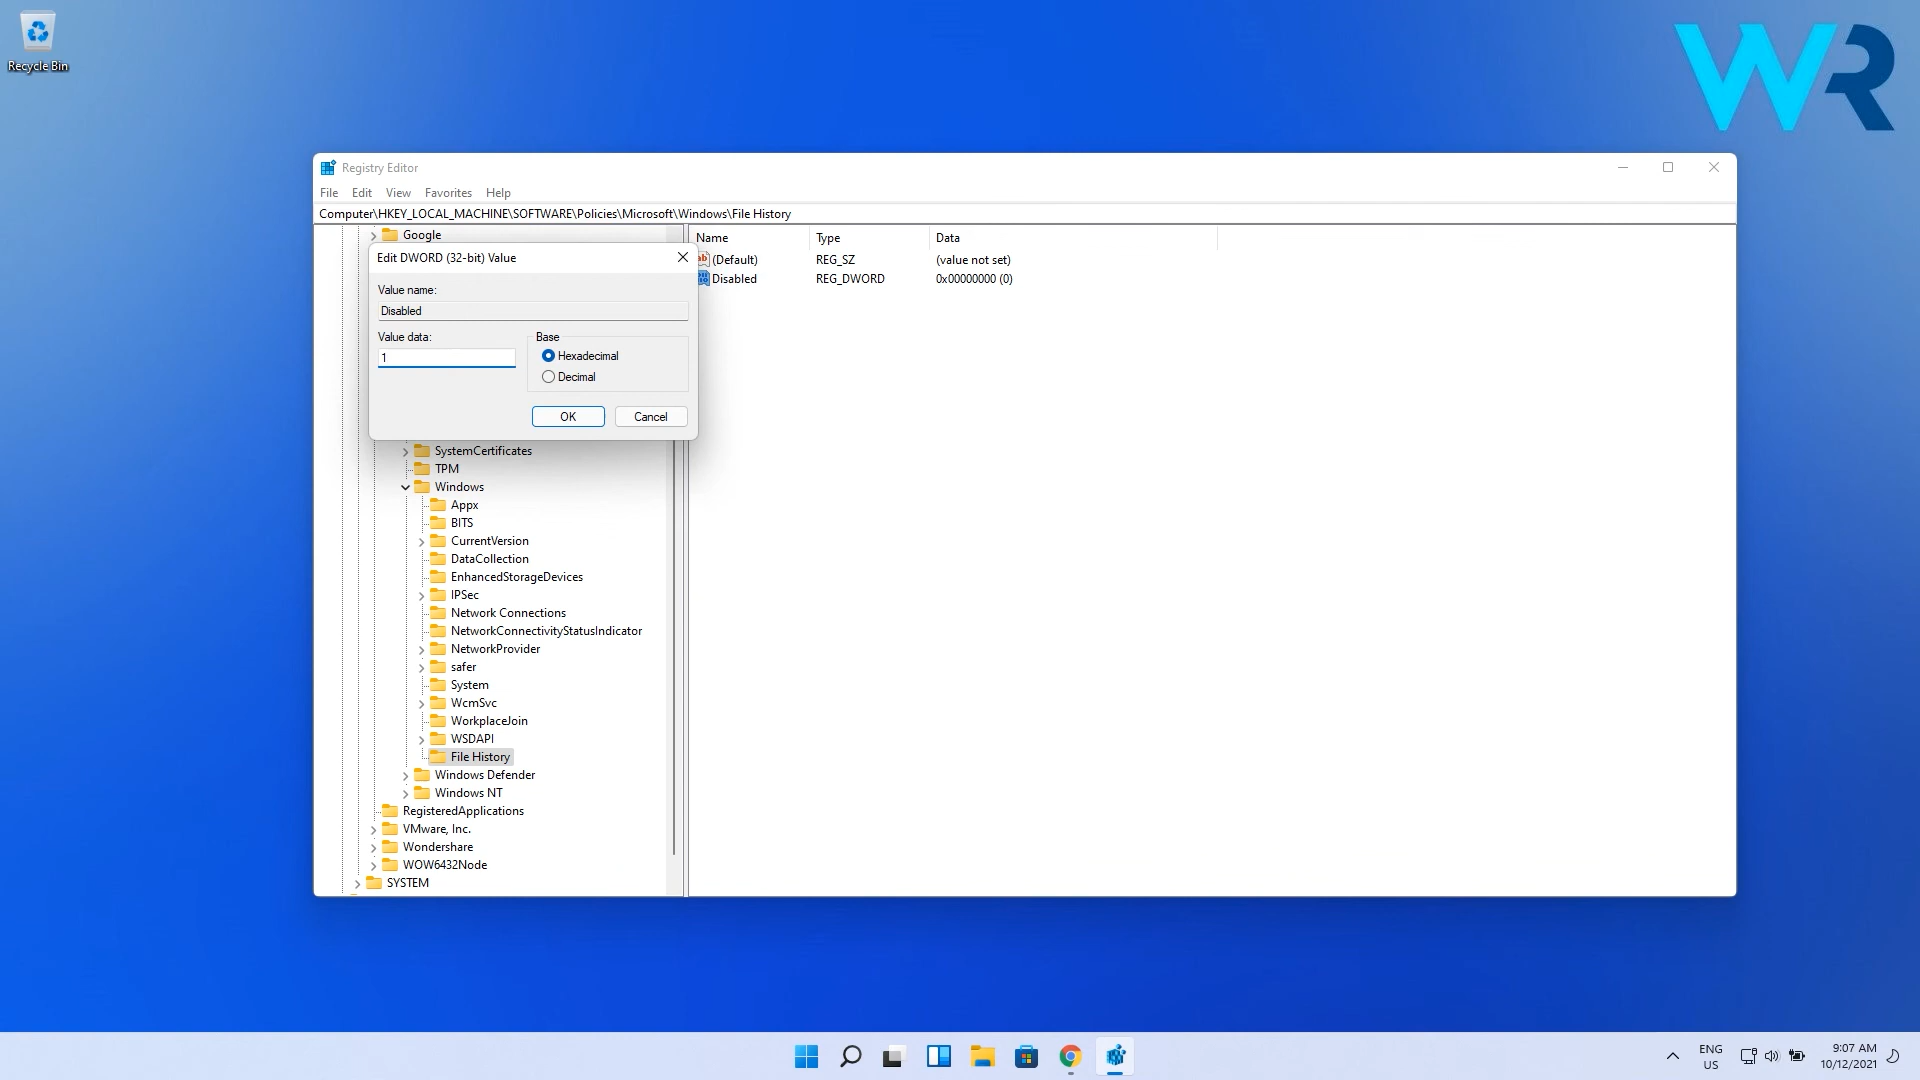 Recycle Bin
WR
Registry Editor
File Edit View Favorites Help
Computer\HKEY_LOCAL_MACHINE\SOFTWARE\Policies\Microsoft\Windows\File History
Google
Name Type Data
(Default) REG_SZ (value not set)
Disabled REG_DWORD 0x00000000 (0)
Edit DWORD (32-bit) Value
Value name:
Disabled
Value data:
1
Base
Hexadecimal
Decimal
OK Cancel
SystemCertificates
TPM
Windows
Appx
BITS
CurrentVersion
DataCollection
EnhancedStorageDevices
IPSec
Network Connections
NetworkConnectivityStatusIndicator
NetworkProvider
safer
System
WcmSvc
WorkplaceJoin
WSDAPI
File History
Windows Defender
Windows NT
RegisteredApplications
VMware, Inc.
Wondershare
WOW6432Node
SYSTEM
ENG
US
9:07 AM
10/12/2021